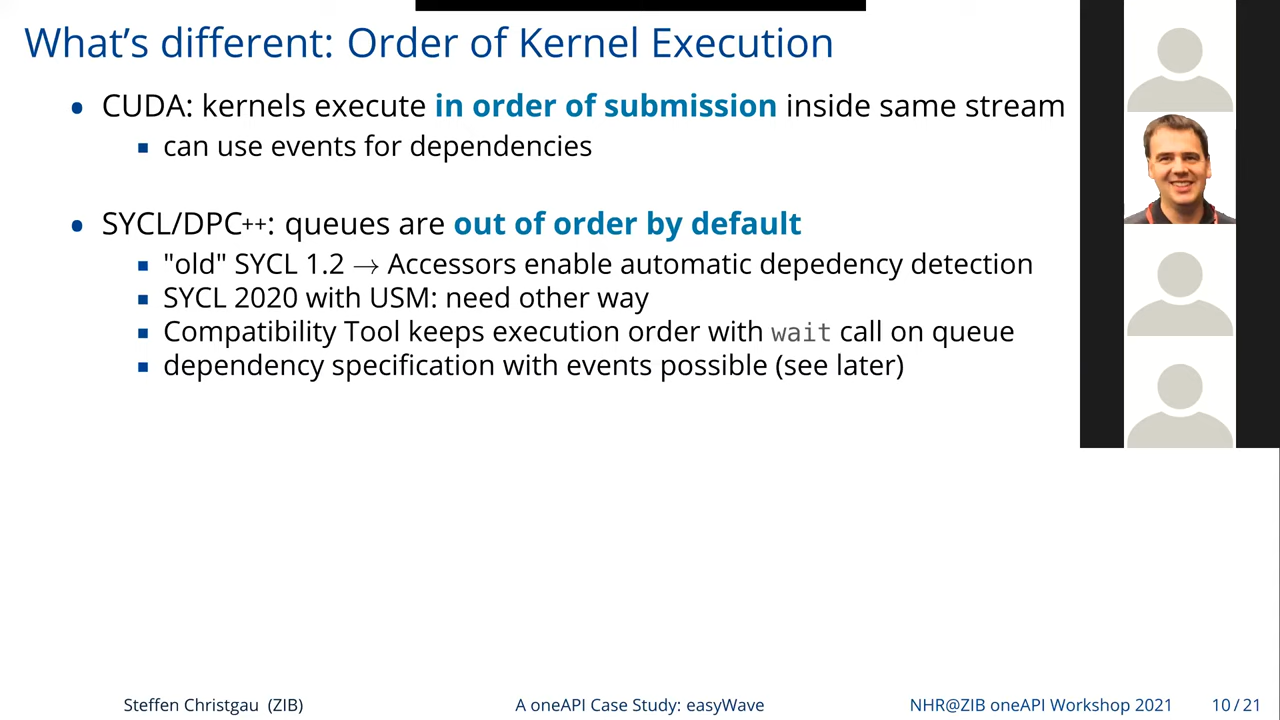 What's different: Order of Kernel Execution
CUDA: kernels execute in order of submission inside same stream
can use events for dependencies
SYCL/DPC++: queues are out of order by default
"old" SYCL 1.2 → Accessors enable automatic depedency detection
SYCL 2020 with USM: need other way
Compatibility Tool keeps execution order with wait call on queue
dependency specification with events possible (see later)
Steffen Christgau (ZIB)
A oneAPI Case Study: easyWave
NHR@ZIB oneAPI Workshop 2021
10 / 21